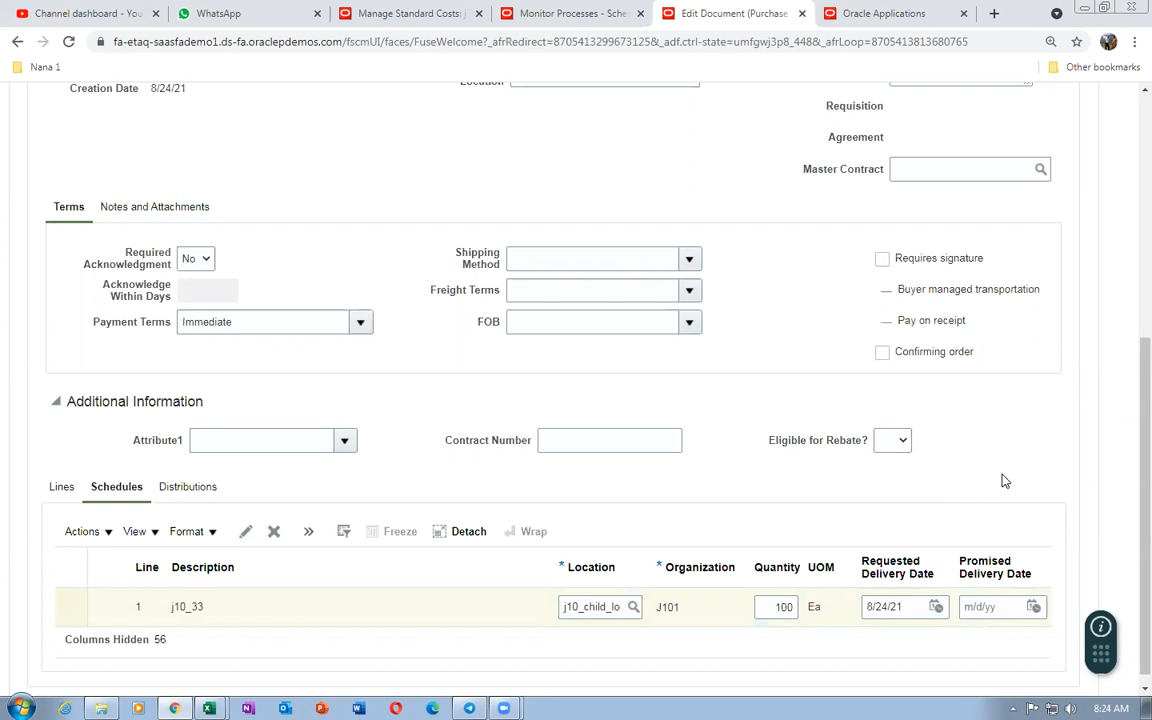 Channel dashboard - You
WhatsApp
Manage Standard Costs: j
Monitor Processes - Sche
Edit Document (Purchase
Oracle Applications
fa-etaq-saasfademo1.ds-fa.oraclepdemos.com/fscmUI/faces/FuseWelcome?_afrRedirect=8705413299673125&_adf.ctrl-state=umfgwj3p8_448&_afrLoop=8705413813680765
Nana 1
Other bookmarks
Creation Date 8/24/21
Location
Requisition
Agreement
Master Contract
Terms
Notes and Attachments
Required Acknowledgment No
Shipping Method
Requires signature
Acknowledge Within Days
Freight Terms
Buyer managed transportation
Payment Terms Immediate
FOB
Pay on receipt
Confirming order
Additional Information
Attribute1
Contract Number
Eligible for Rebate?
Lines
Schedules
Distributions
Actions
View
Format
Freeze
Detach
Wrap
Line
Description
* Location
* Organization
Quantity
UOM
Requested Delivery Date
Promised Delivery Date
1
j10_33
j10_child_lo
J101
100
Ea
8/24/21
m/d/yy
Columns Hidden 56
8:24 AM